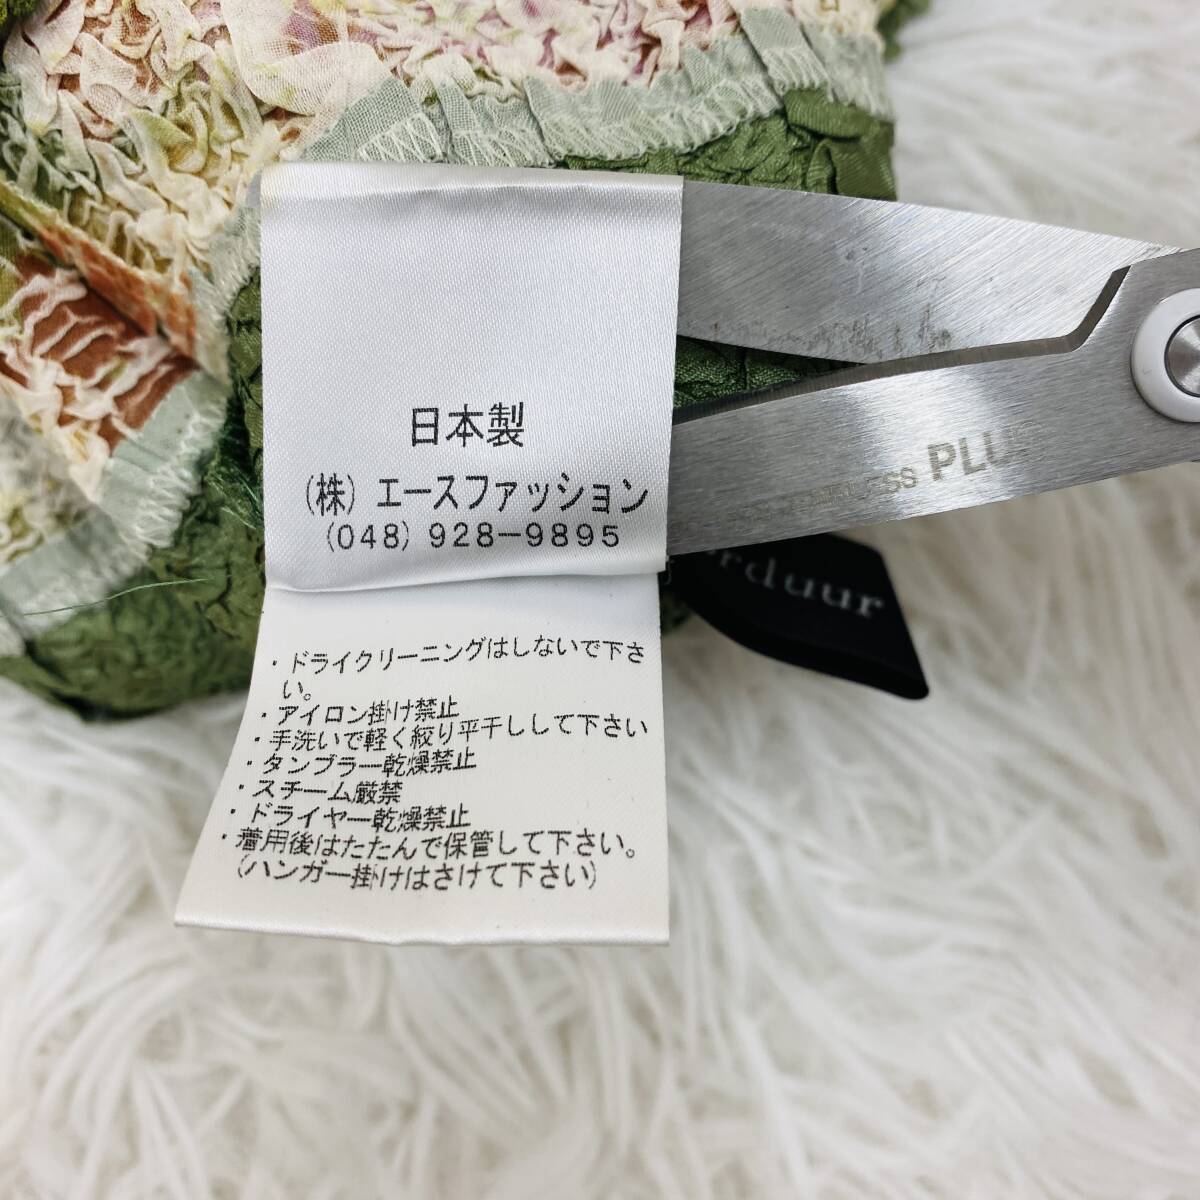 日本製
(株) エースファッション
(048) 928-9895
・ドライクリーニングはしないで下さ
い。
・アイロン掛け禁止
・手洗いで軽く絞り平干しして下さい
・タンブラー乾燥禁止
・スチーム厳禁
・ドライヤー乾燥禁止
・着用後はたたんで保管して下さい。
(ハンガー掛けはさけて下さい)